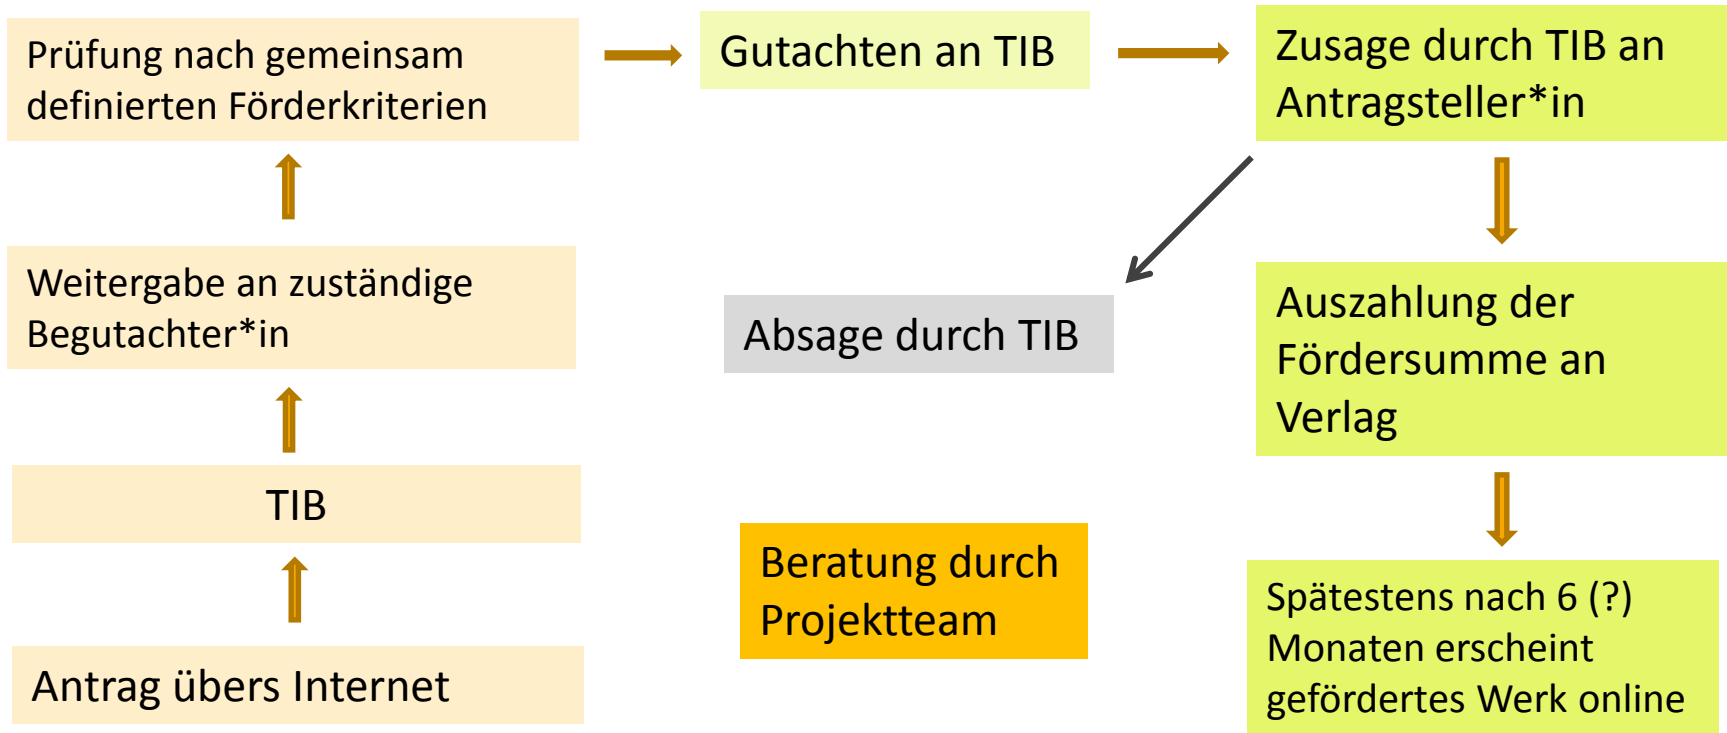 Prüfung nach gemeinsam
definierten Förderkriterien
Gutachten an TIB
Zusage durch TIB an
Antragsteller*in
Weitergabe an zuständige
Begutachter*in
Absage durch TIB
Auszahlung der
Fördersumme an
Verlag
TIB
Beratung durch
Projektteam
Antrag übers Internet
Spätestens nach 6 (?)
Monaten erscheint
gefördertes Werk online